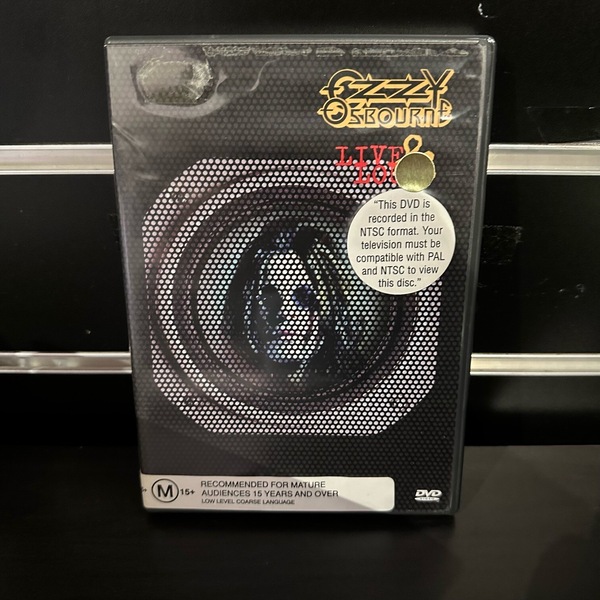 OZZY
OSBOURNE
LIVE &
"This DVD is
recorded in the
NTSC format. Your
television must be
compatible with PAL
and NTSC to view
this disc."
M 15+
RECOMMENDED FOR MATURE
AUDIENCES 15 YEARS AND OVER
LOW LEVEL COARSE LANGUAGE
DVD